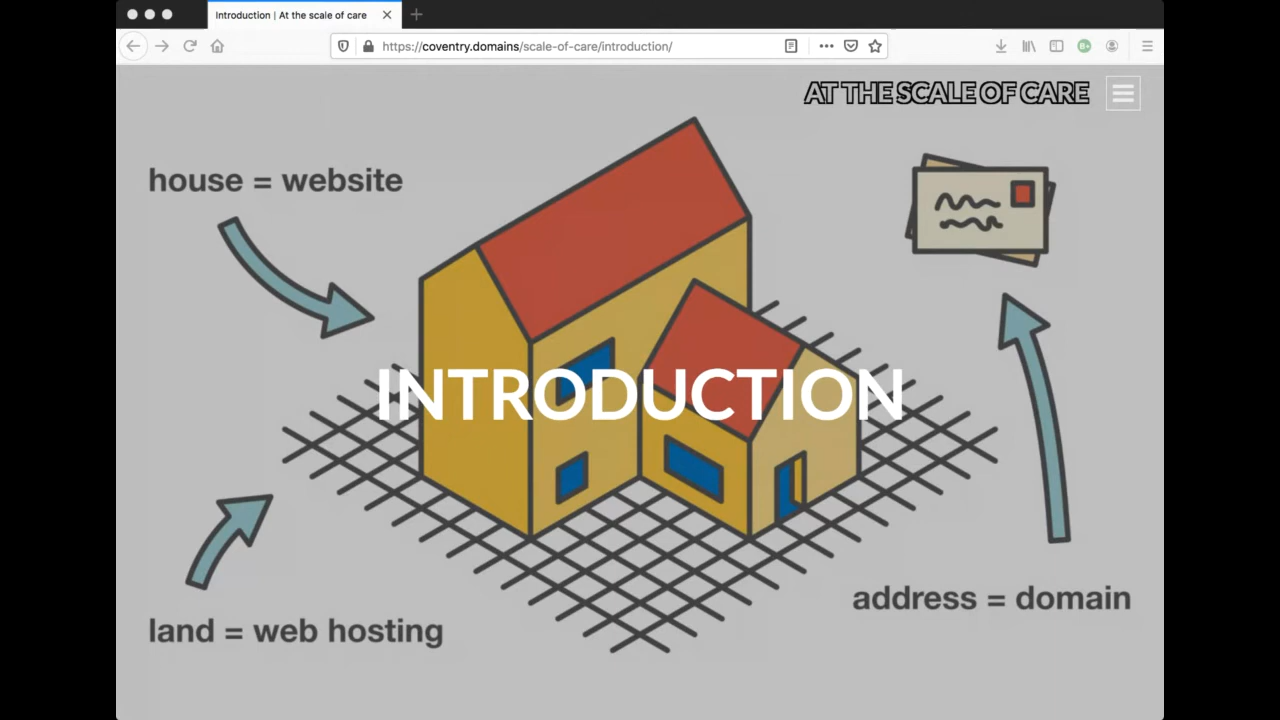 Introduction | At the scale of care
https://coventry.domains/scale-of-care/introduction/
AT THE SCALE OF CARE
house = website
INTRODUCTION
address = domain
land = web hosting